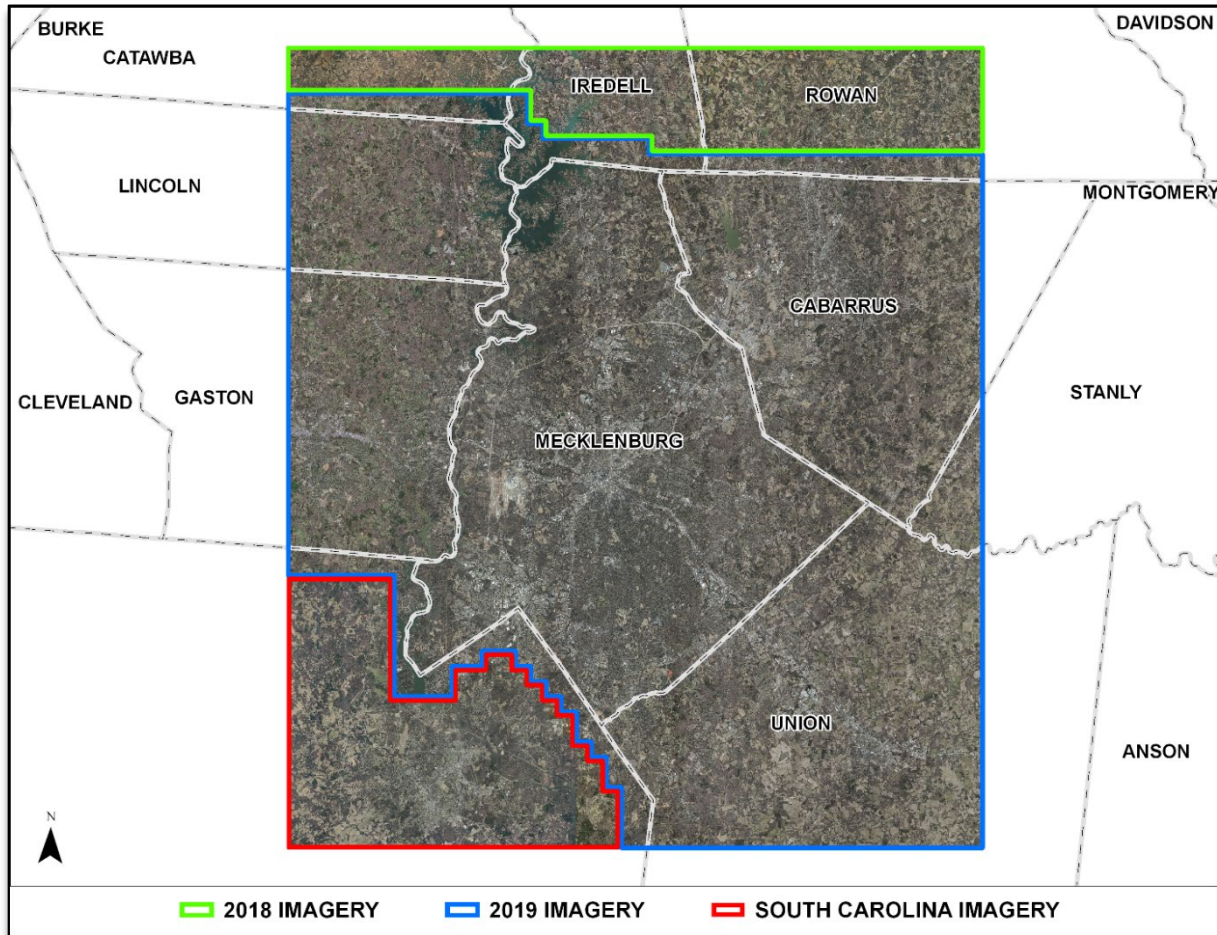 BURKE
DAVIDSON
CATAWBA
IREDELL
ROWAN
LINCOLN
MONTGOMERY
CABARRUS
CLEVELAND
GASTON
STANLY
MECKLENBURG
UNION
ANSON
N
2018 IMAGERY
2019 IMAGERY
SOUTH CAROLINA IMAGERY